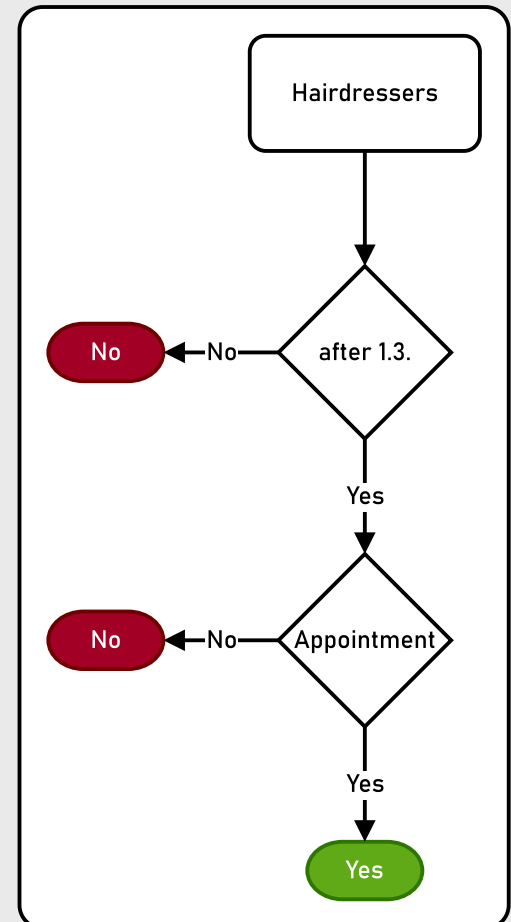 Hairdressers
No
No
after 1.3.
Yes
No
No
Appointment
Yes
Yes